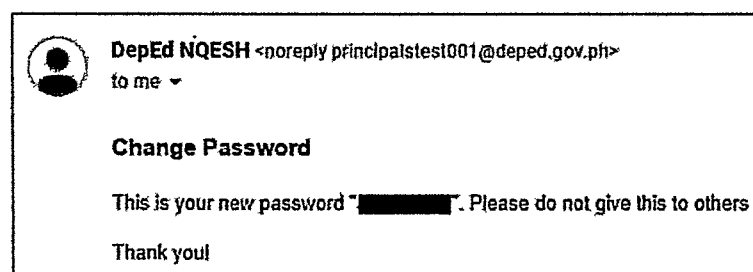 DepEd NQESH <noreply principalstest001@deped.gov.ph>
to me
Change Password
This is your new password "". Please do not give this to others
Thank you!